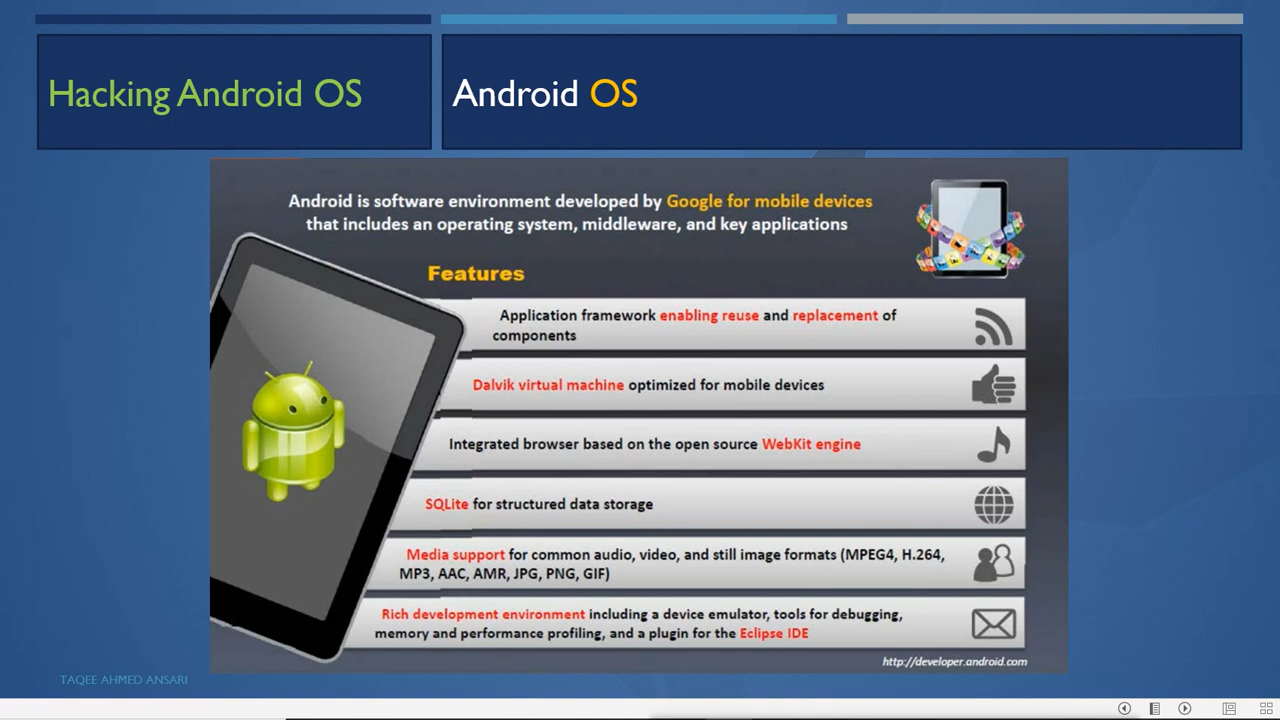 Hacking Android OS
Android OS
Android is software environment developed by Google for mobile devices
that includes an operating system, middleware, and key applications
Features
Application framework enabling reuse and replacement of
components
Dalvik virtual machine optimized for mobile devices
Integrated browser based on the open source WebKit engine
SQLite for structured data storage
Media support for common audio, video, and still image formats (MPEG4, H.264,
MP3, AAC, AMR, JPG, PNG, GIF)
Rich development environment including a device emulator, tools for debugging,
memory and performance profiling, and a plugin for the Eclipse IDE
http://developer.android.com
TAQEE AHMED ANSARI